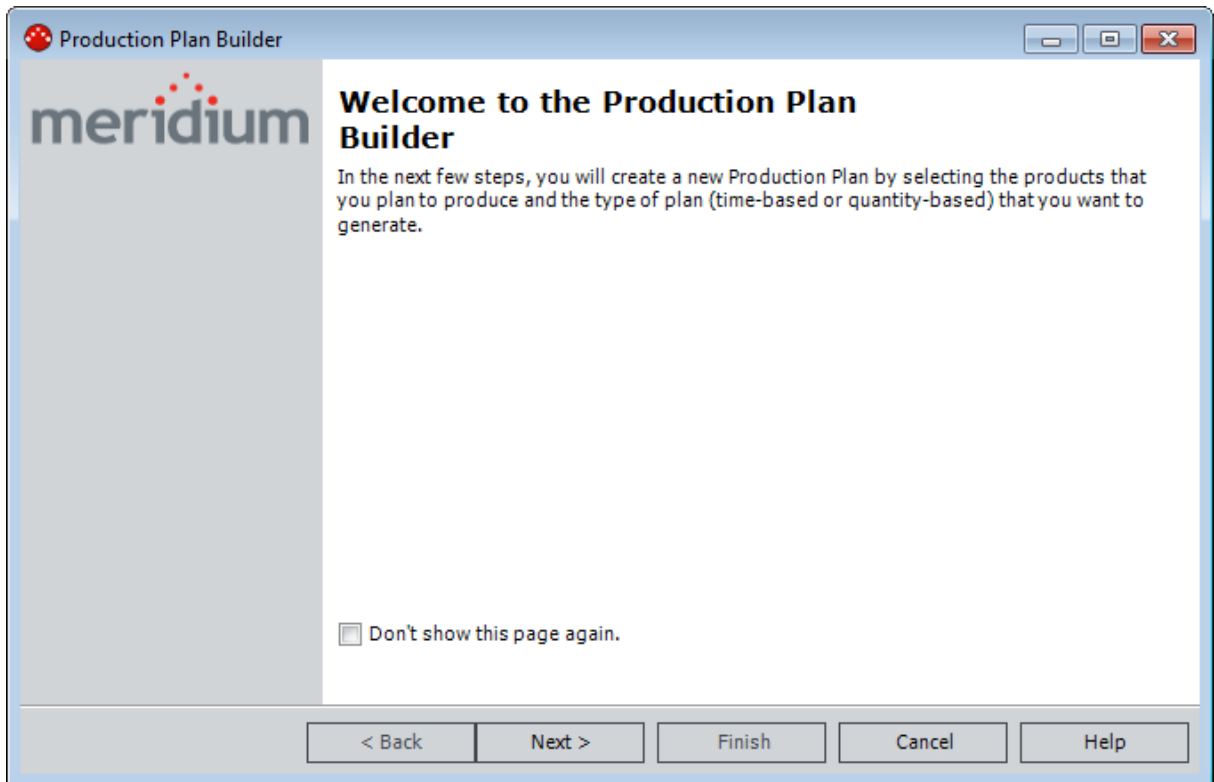 Production Plan Builder
meridium
Welcome to the Production Plan
Builder
In the next few steps, you will create a new Production Plan by selecting the products that
you plan to produce and the type of plan (time-based or quantity-based) that you want to
generate.
Don't show this page again.
< Back
Next >
Finish
Cancel
Help